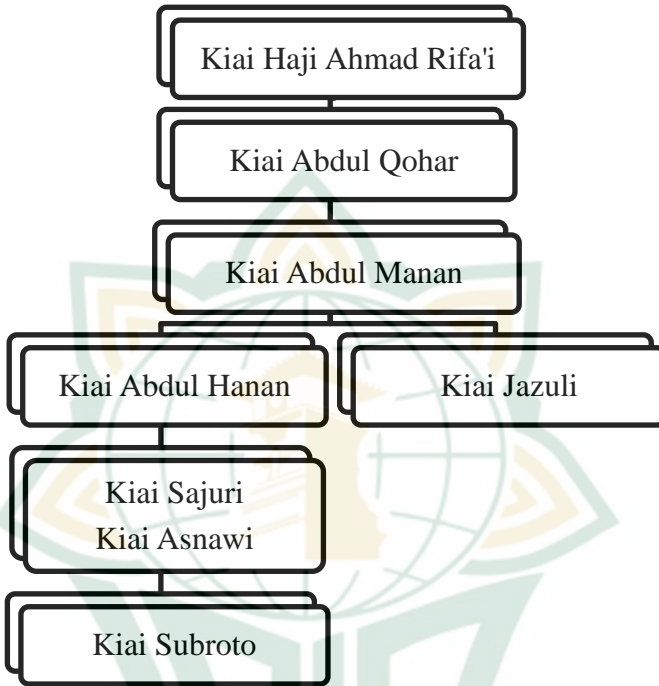 Kiai Haji Ahmad Rifa'i
Kiai Abdul Qohar
Kiai Abdul Manan
Kiai Abdul Hanan
Kiai Jazuli
Kiai Sajuri
Kiai Asnawi
Kiai Subroto